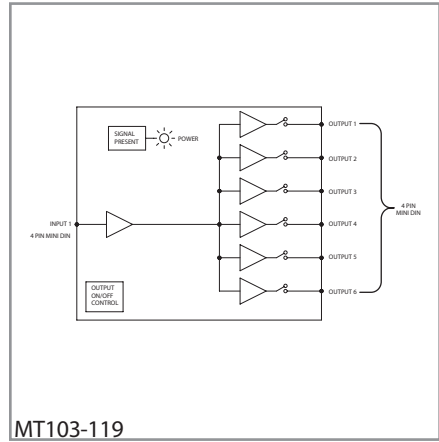 SIGNAL
PRESENT
POWER
OUTPUT 1
OUTPUT 2
OUTPUT 3
INPUT 1
4 PIN MINI DIN
OUTPUT 4
4 PIN
MINI DIN
OUTPUT 5
OUTPUT
ON/OFF
CONTROL
OUTPUT 6
MT103-119